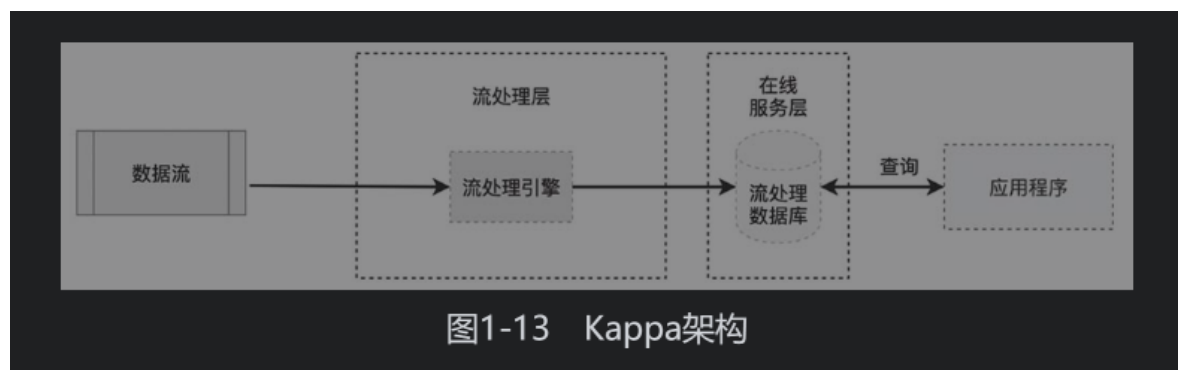 数据流
流处理层
流处理引擎
在线
服务层
流处理
数据库
查询
应用程序
图1-13 Kappa架构